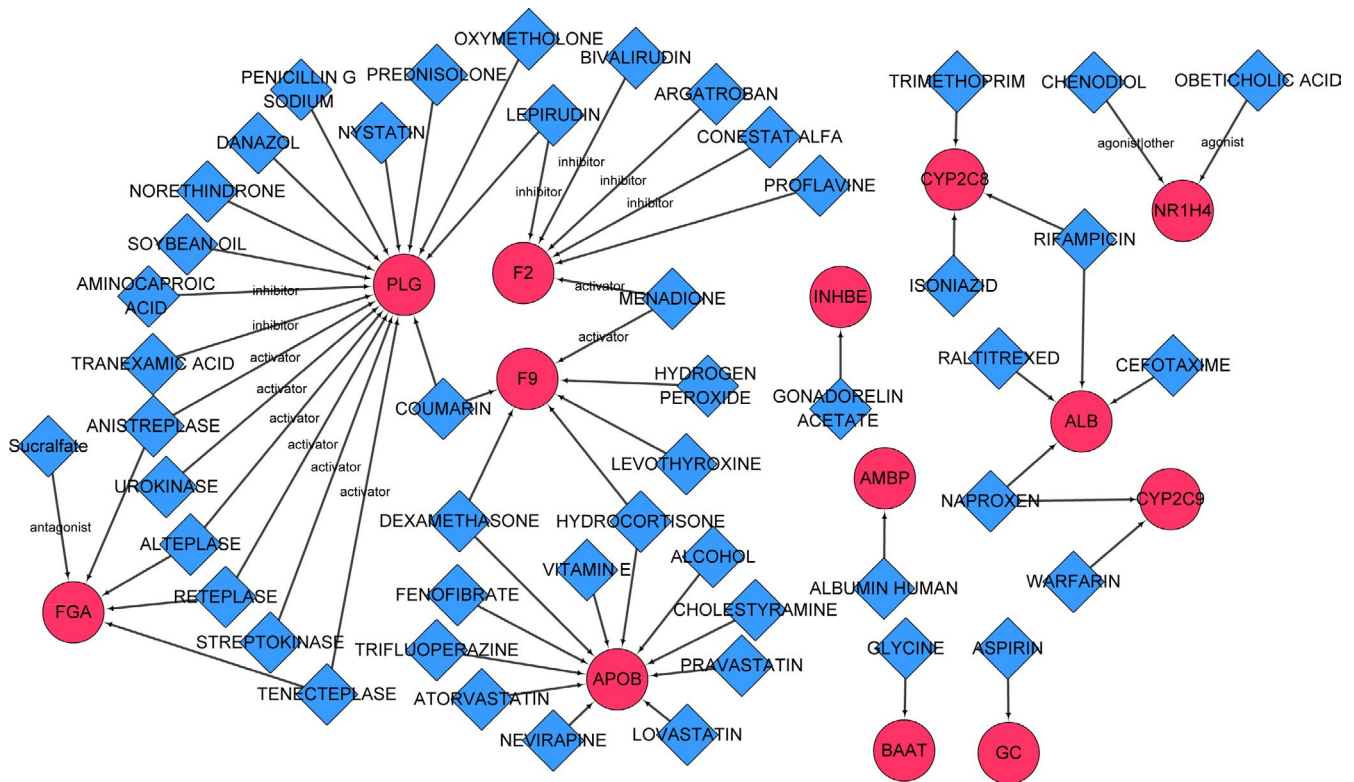 OXYMETHOLONE
BIVALIRUDIN
PENICILLIN G
SODIUM
PREDNISOLONE
TRIMETHOPRIM
CHENODIOL
OBETICHOLIC ACID
ARGATROBAN
LEPIRUDIN
NYSTATIN
DANAZOL
CONESTAT ALFA
agonist|other
agonist
inhibitor
inhibitor
inhibitor
inhibitor
NORETHINDRONE
PROFLAVINE
CYP2C8
NR1H4
SOYBEAN OIL
RIFAMPICIN
PLG
F2
AMINOCAPROIC
ACID
inhibitor
activator
MENADIONE
INHBE
ISONIAZID
inhibitor
activator
TRANEXAMIC ACID
activator
RALTITREXED
CEFOTAXIME
F9
HYDROGEN
PEROXIDE
activator
COUMARIN
GONADORELIN
ACETATE
ANISTREPLASE
activator
ALB
Sucralfate
activator
LEVOTHYROXINE
activator
AMBP
UROKINASE
activator
NAPROXEN
CYP2C9
antagonist
DEXAMETHASONE
HYDROCORTISONE
ALTEPLASE
VITAMIN E
ALCOHOL
ALBUMIN HUMAN
WARFARIN
FENOFIBRATE
RETEPLASE
CHOLESTYRAMINE
FGA
STREPTOKINASE
TRIFLUOPERAZINE
GLYCINE
ASPIRIN
PRAVASTATIN
APOB
TENECTEPLASE
ATORVASTATIN
NEVIRAPINE
LOVASTATIN
BAAT
GC